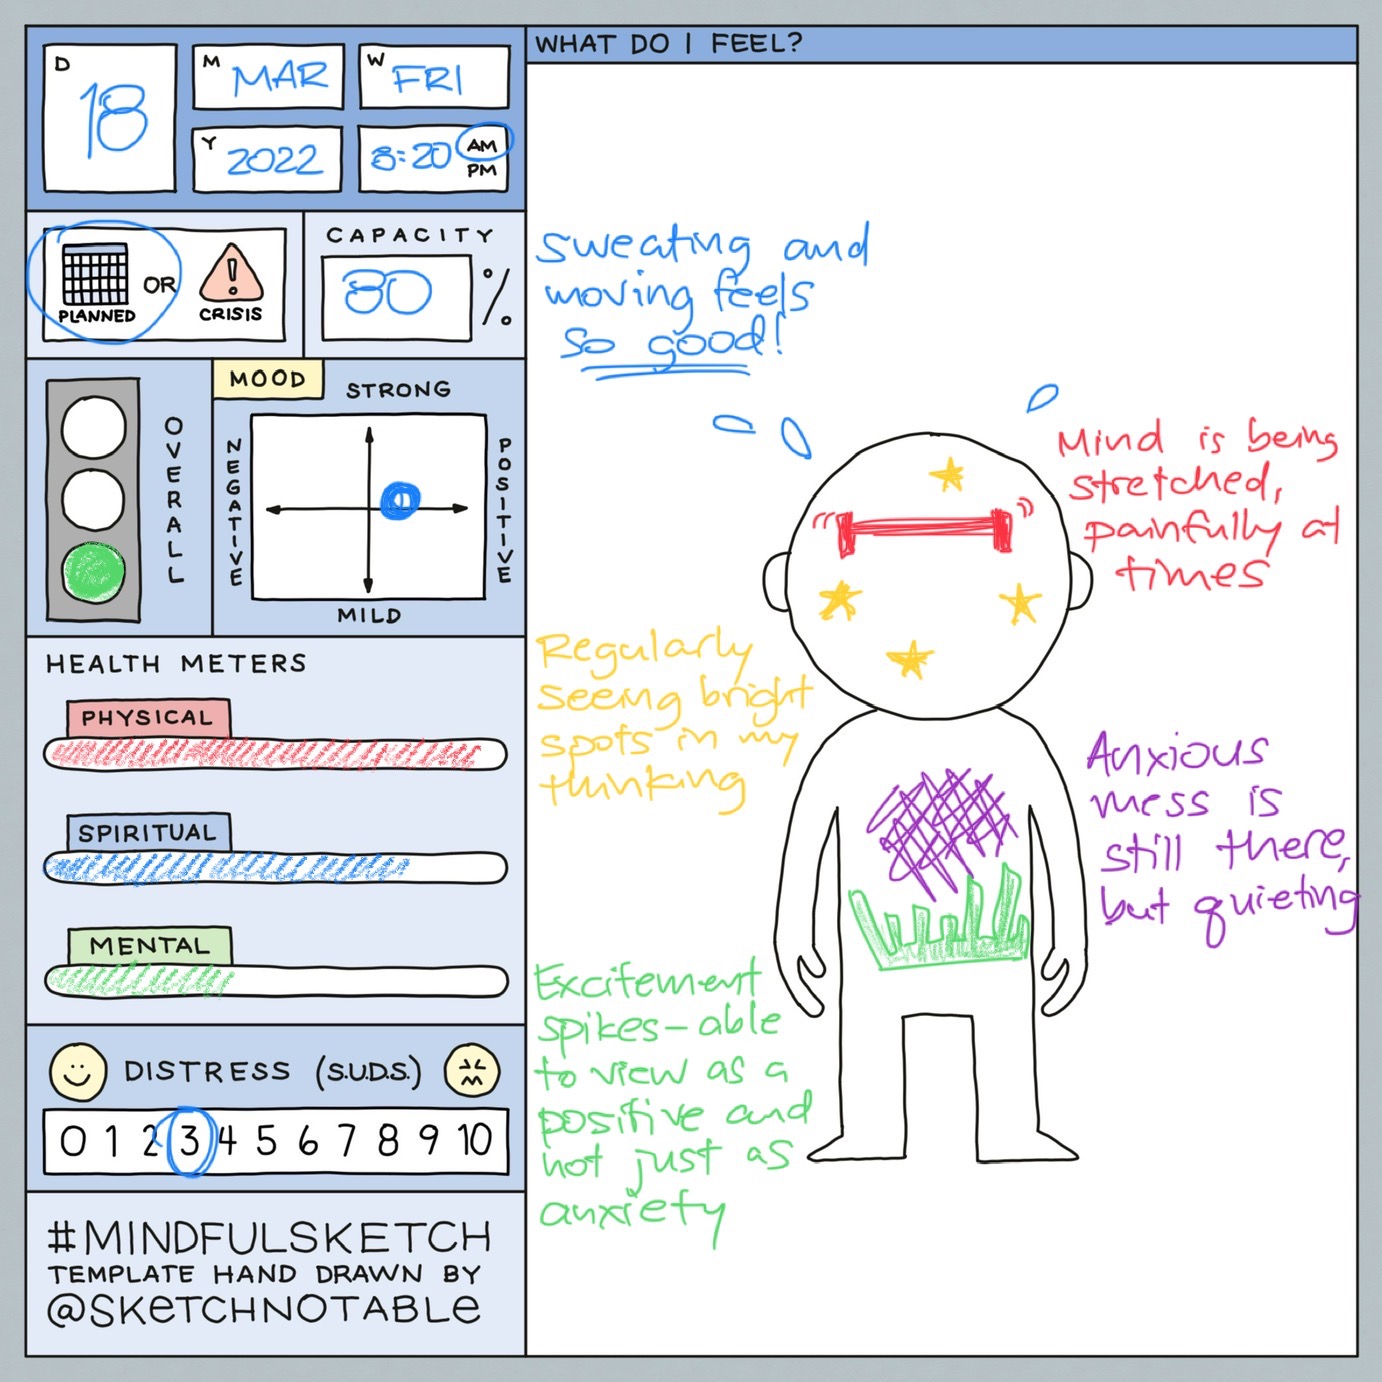 D
18
M
MAR
W
FRI
Y
2022
8:20
AM
PM
PLANNED
OR
CRISIS
CAPACITY
80
%
OVERALL
MOOD
STRONG
NEGATIVE
POSITIVE
MILD
HEALTH METERS
PHYSICAL
SPIRITUAL
MENTAL
DISTRESS (S.U.D.S.)
0 1 2 3 4 5 6 7 8 9 10
#MINDFULSKETCH
TEMPLATE HAND DRAWN BY
@SKETCHNOTABLE
WHAT DO I FEEL?
Sweating and
moving feels
so good!
Mind is being
stretched,
painfully at
times
Regularly
seeing bright
spots in my
thinking
Anxious
mess is
still there,
but quieting
Excitement
spikes - able
to view as a
positive and
not just as
anxiety